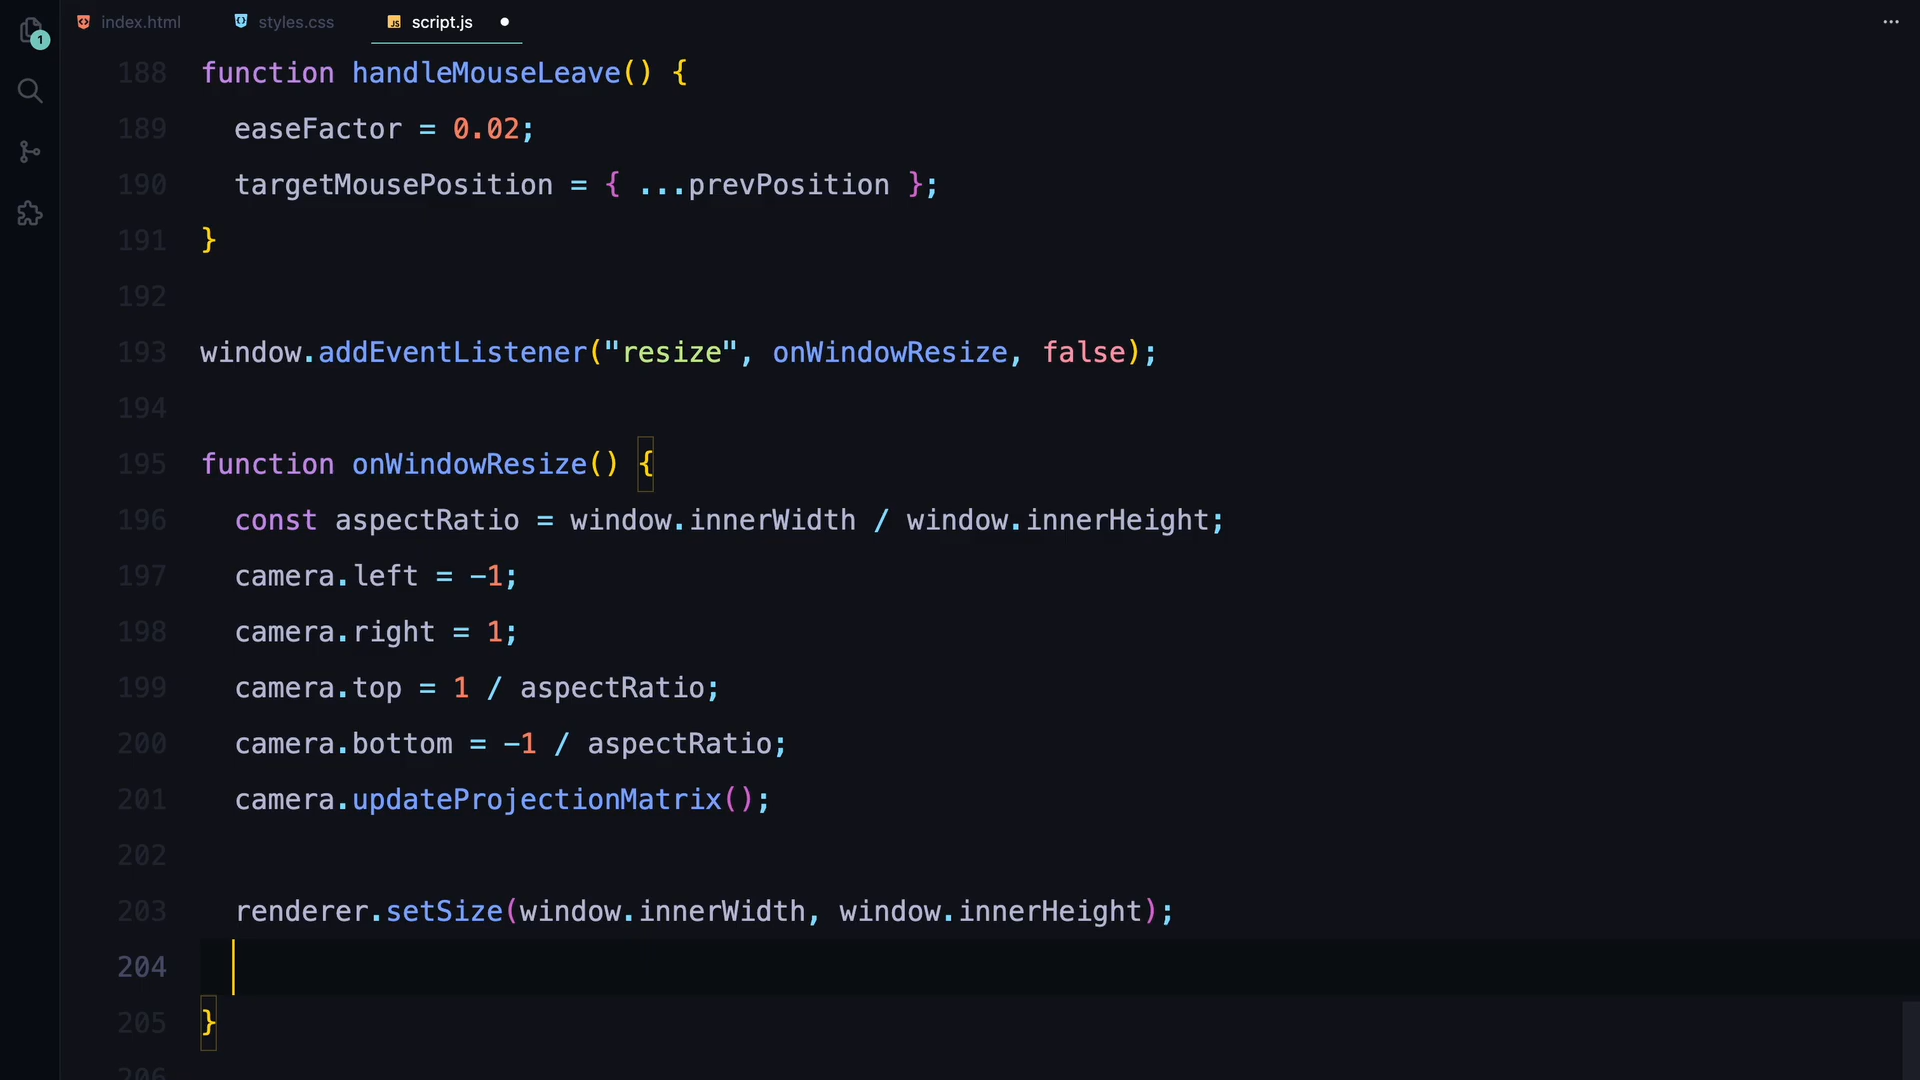 index.html styles.css JS script.js
1
188 function handleMouseLeave() {
189 easeFactor = 0.02;
190 targetMousePosition = { ...prevPosition };
191 }
192
193 window.addEventListener("resize", onWindowResize, false);
194
195 function onWindowResize() {
196 const aspectRatio = window.innerWidth / window.innerHeight;
197 camera.left = -1;
198 camera.right = 1;
199 camera.top = 1 / aspectRatio;
200 camera.bottom = -1 / aspectRatio;
201 camera.updateProjectionMatrix();
202
203 renderer.setSize(window.innerWidth, window.innerHeight);
204
205 }
206